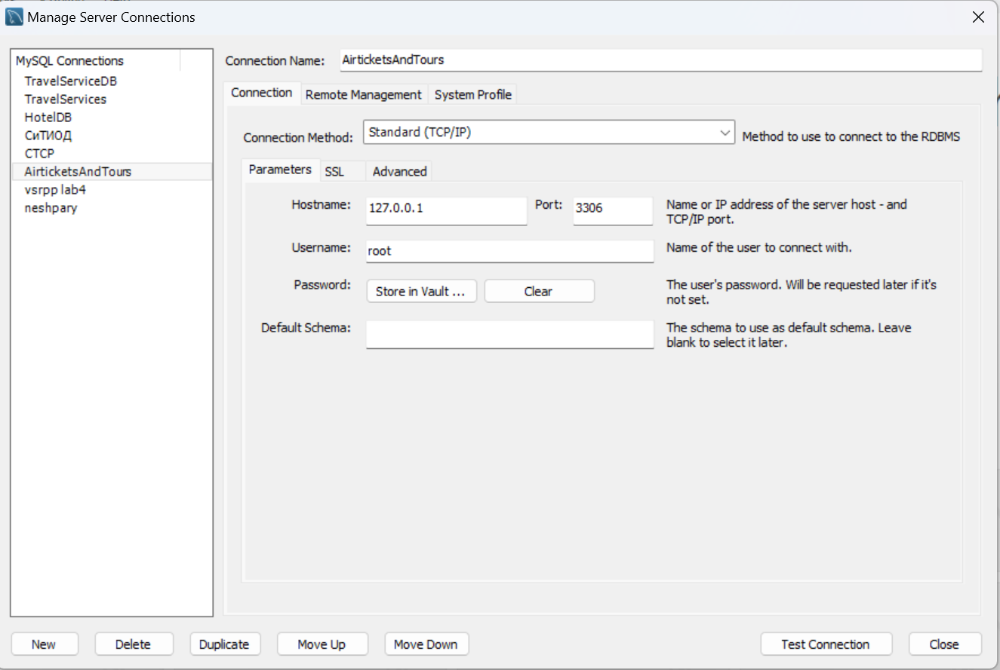 Manage Server Connections
MySQL Connections
TravelServiceDB
TravelServices
HotelDB
СиТИОД
СТСР
AirticketsAndTours
vsrpp lab4
neshpary
Connection Name: AirticketsAndTours
Connection Remote Management System Profile
Connection Method: Standard (TCP/IP) Method to use to connect to the RDBMS
Parameters SSL Advanced
Hostname: 127.0.0.1 Port: 3306 Name or IP address of the server host - and
TCP/IP port.
Username: root Name of the user to connect with.
Password: Store in Vault ... Clear The user's password. Will be requested later if it's
not set.
Default Schema: The schema to use as default schema. Leave
blank to select it later.
New Delete Duplicate Move Up Move Down Test Connection Close